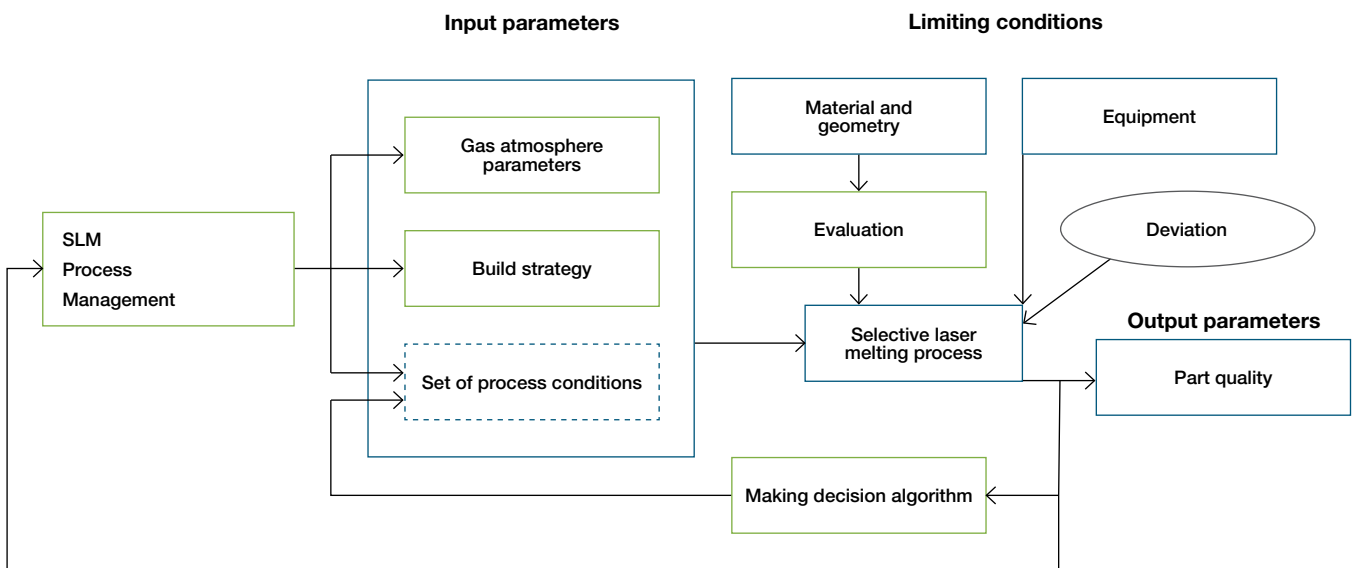 Input parameters
Limiting conditions
Material and
geometry
Equipment
Gas atmosphere
parameters
SLM
Process
Management
Evaluation
Deviation
Build strategy
Output parameters
Selective laser
melting process
Part quality
Set of process conditions
Making decision algorithm